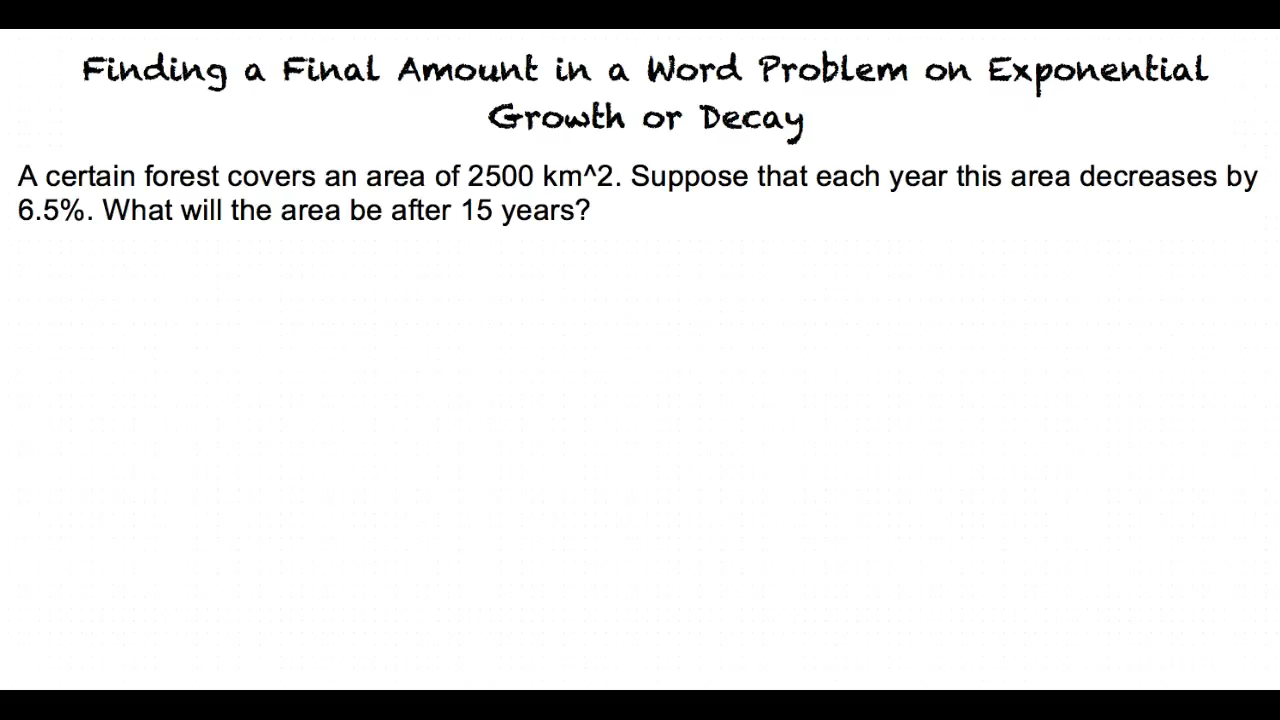 Finding a Final Amount in a Word Problem on Exponential
Growth or Decay
A certain forest covers an area of 2500 km^2. Suppose that each year this area decreases by
6.5%. What will the area be after 15 years?